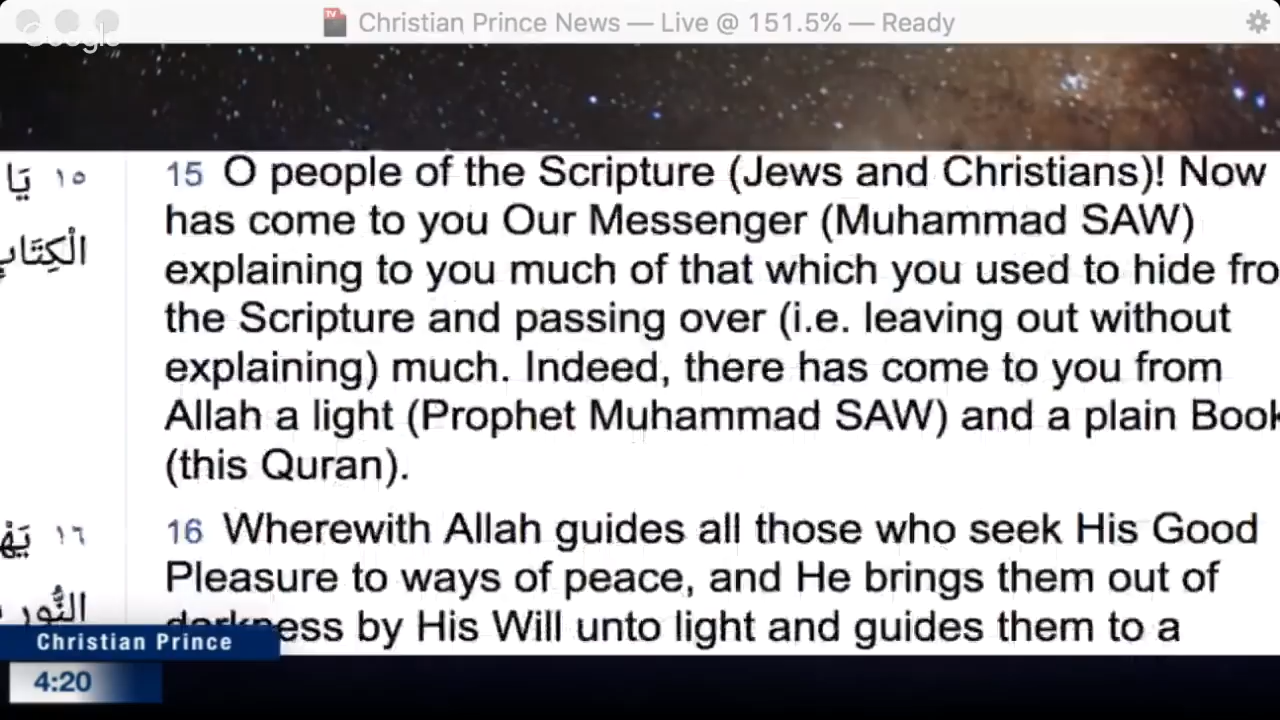 Christian Prince News — Live @ 151.5% — Ready
Google
15 O people of the Scripture (Jews and Christians)! Now
has come to you Our Messenger (Muhammad SAW)
explaining to you much of that which you used to hide fro
the Scripture and passing over (i.e. leaving out without
explaining) much. Indeed, there has come to you from
Allah a light (Prophet Muhammad SAW) and a plain Book
(this Quran).
١٥ يَا
الْكِتَابِ
16 Wherewith Allah guides all those who seek His Good
Pleasure to ways of peace, and He brings them out of
darkness by His Will unto light and guides them to a
١٦ يَهْ
النُّورِ
Christian Prince
4:20